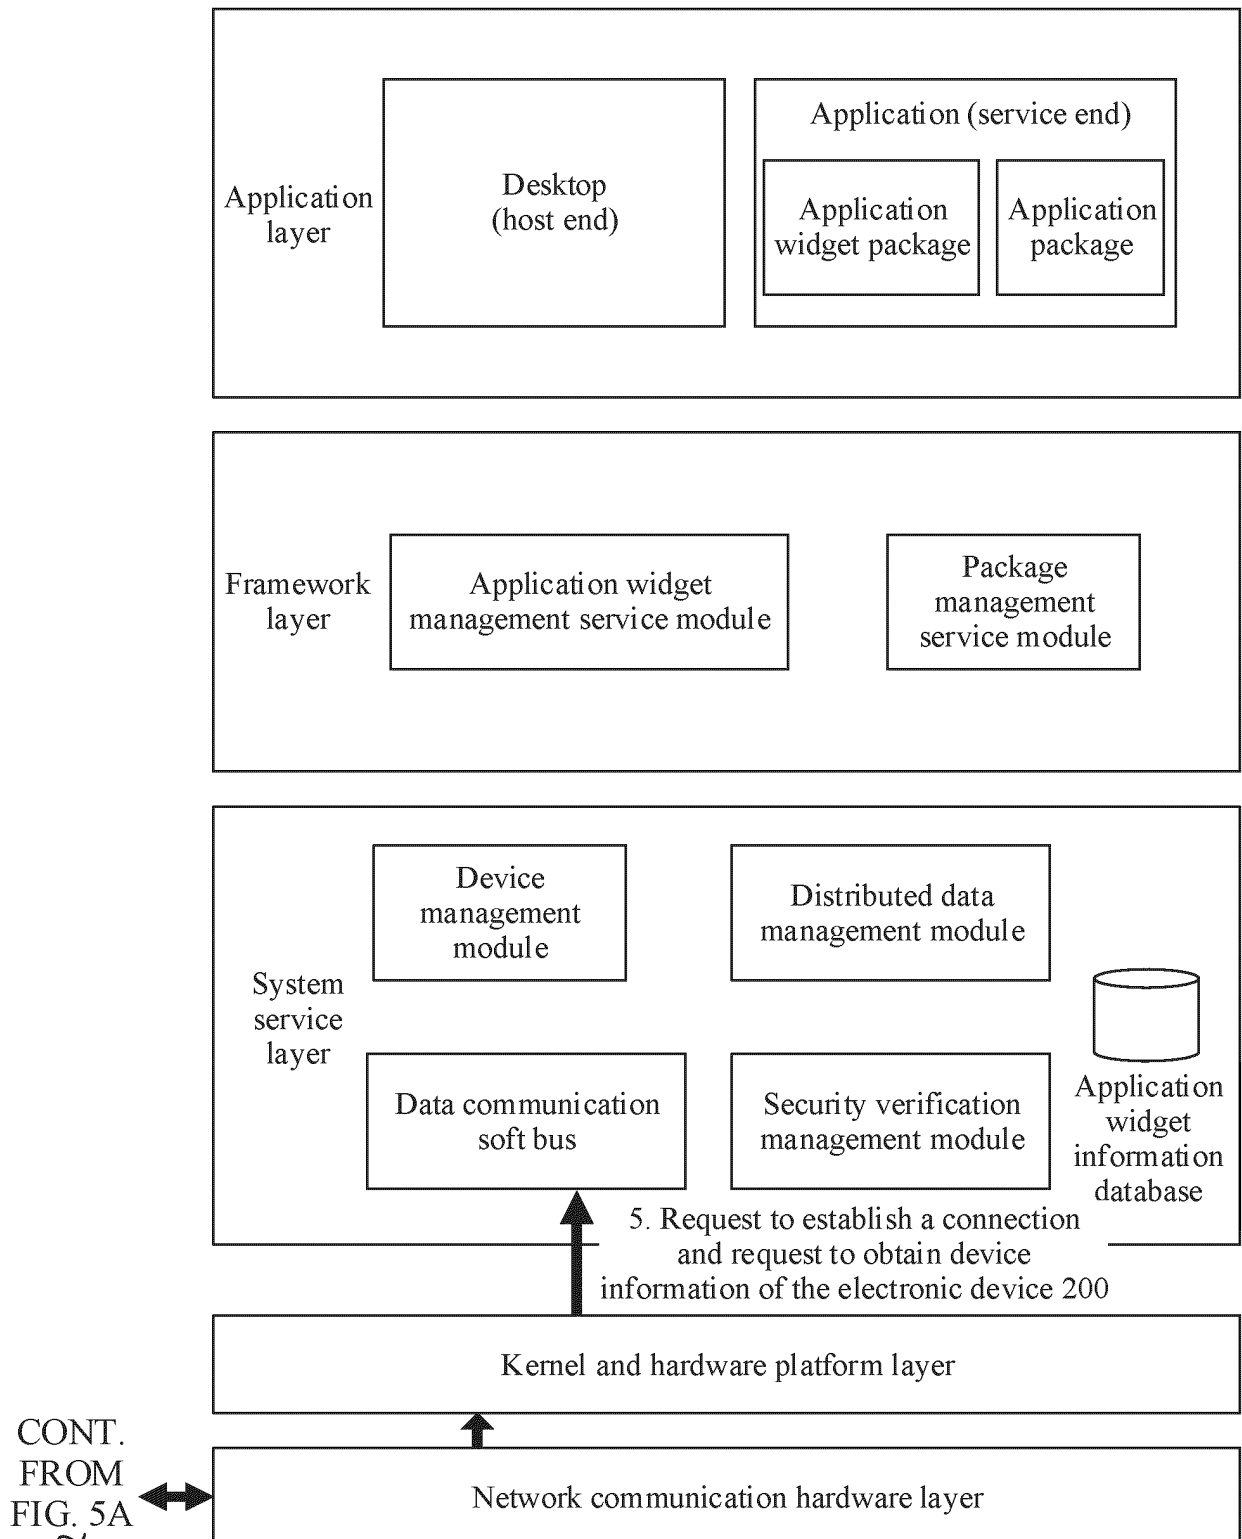 Application
layer
Desktop
(host end)
Application (service end)
Application
widget package
Application
package
Framework
layer
Application widget
management service module
Package
management
service module
System
service
layer
Device
management
module
Distributed data
management module
Data communication
soft bus
Security verification
management module
Application
widget
information
database
5. Request to establish a connection
and request to obtain device
information of the electronic device 200
Kernel and hardware platform layer
CONT.
FROM
FIG. 5A
Network communication hardware layer